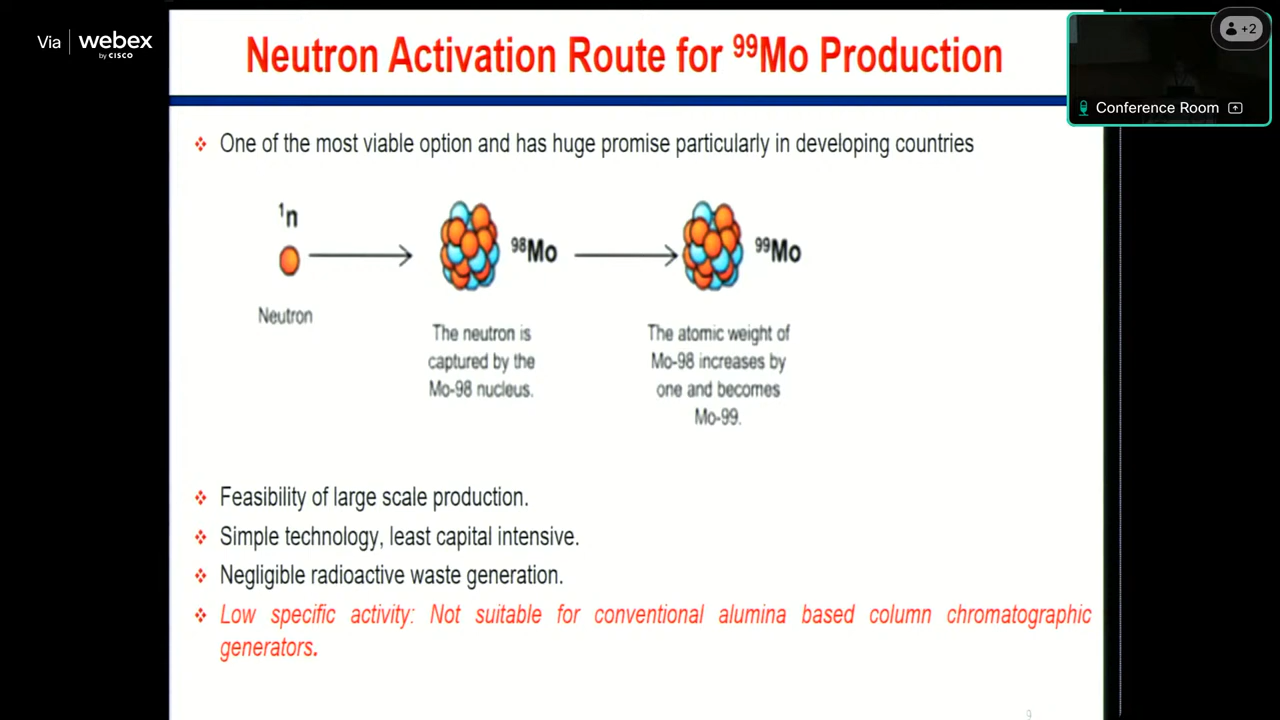 Via webex
by CISCO
+2
Conference Room
Neutron Activation Route for ⁹⁹Mo Production
One of the most viable option and has huge promise particularly in developing countries
¹n
⁹⁸Mo
⁹⁹Mo
Neutron
The neutron is
captured by the
Mo-98 nucleus.
The atomic weight of
Mo-98 increases by
one and becomes
Mo-99.
Feasibility of large scale production.
Simple technology, least capital intensive.
Negligible radioactive waste generation.
Low specific activity: Not suitable for conventional alumina based column chromatographic
generators.
9